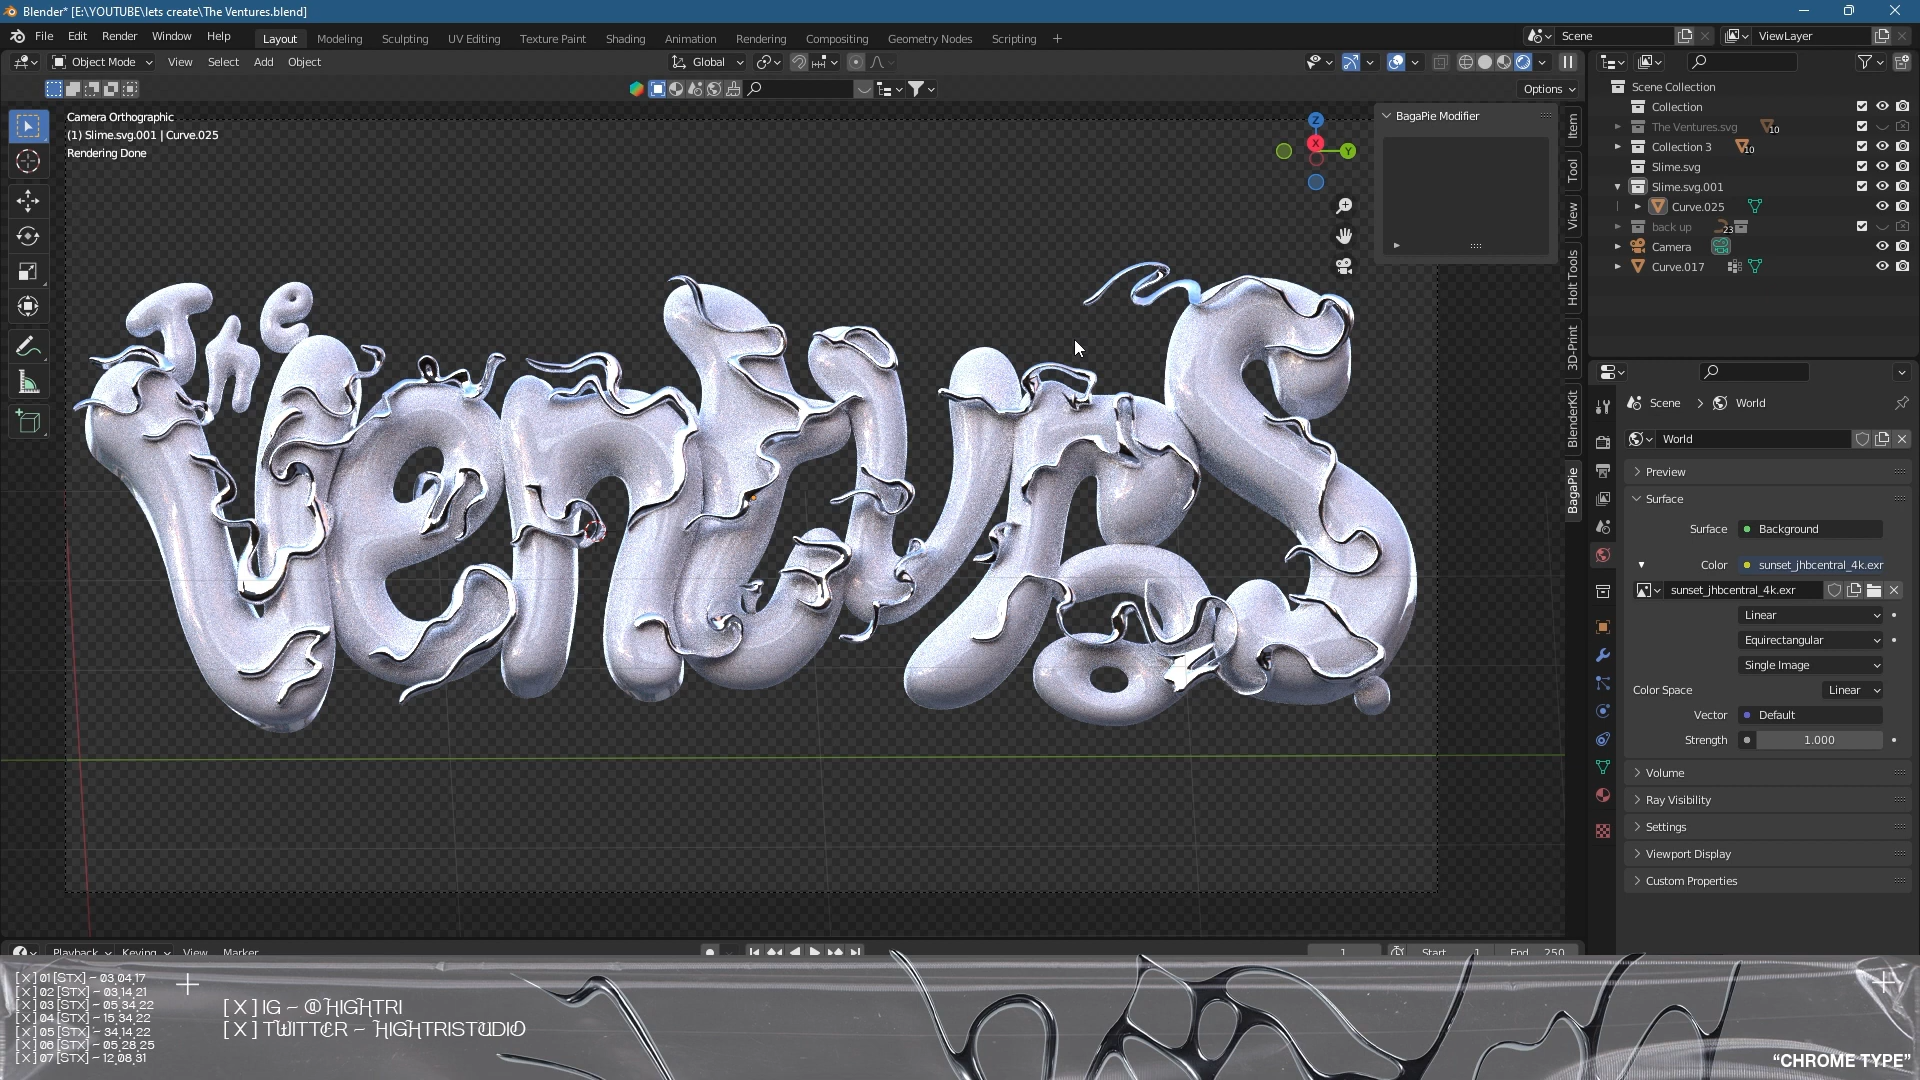 Blender* [E:\YOUTUBE\lets create\The Ventures.blend]
File Edit Render Window Help
Layout Modeling Sculpting UV Editing Texture Paint Shading Animation Rendering Compositing Geometry Nodes Scripting +
Scene
ViewLayer
Object Mode View Select Add Object
Global
Options
Camera Orthographic
(1) Slime.svg.001 | Curve.025
Rendering Done
Z
X
Y
BagaPie Modifier
Item
Tool
View
Holt Tools
3D-Print
BlenderKit
BagaPie
The
Venturs
Scene Collection
Collection
The Ventures.svg 10
Collection 3 10
Slime.svg
Slime.svg.001
Curve.025
back up 23
Camera
Curve.017
Scene > World
World
Preview
Surface
Surface Background
Color sunset_jhbcentral_4k.exr
sunset_jhbcentral_4k.exr
Linear
Equirectangular
Single Image
Color Space Linear
Vector Default
Strength 1.000
Volume
Ray Visibility
Settings
Viewport Display
Custom Properties
Playback Keying View Marker
1 Start 1 End 250
[X] 01 [STX] – 03,04,17
[X] 02 [STX] – 03,14,21
[X] 03 [STX] – 05,34,22
[X] 04 [STX] – 15,34,22
[X] 05 [STX] – 34,14,22
[X] 06 [STX] – 05,28,25
[X] 07 [STX] – 12,08,31
[X] IG – @HIGHTRI
[X] TWITTER – HIGHTRISTUDIO
“CHROME TYPE”